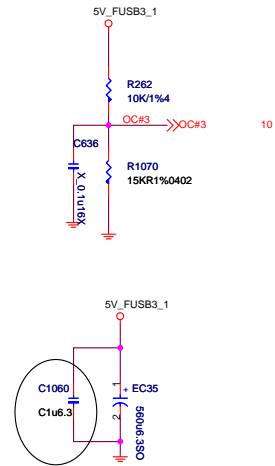 5V_FUSB3_1
R262
10K/1%4
OC#3
OC#3
10
C636
X_0.1u16X
R1070
15KR1%0402
5V_FUSB3_1
C1060
C1u6.3
1
+ EC35
2
560u6.3SO